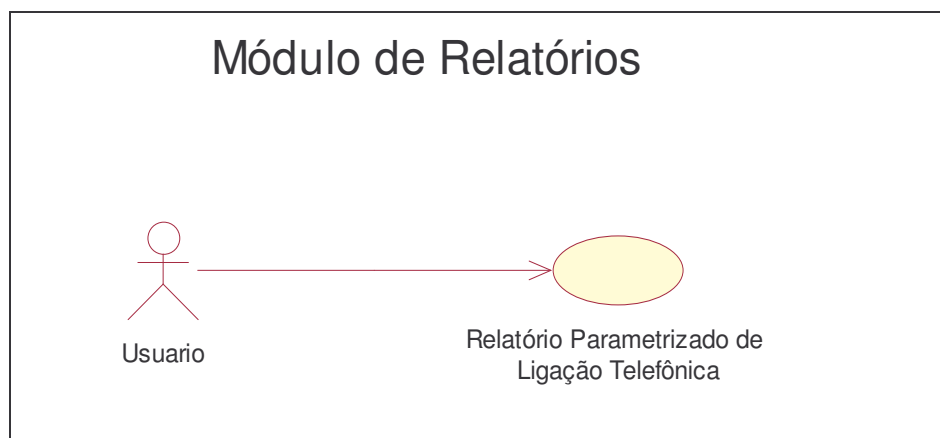 Módulo de Relatórios
Usuario
Relatório Parametrizado de
Ligação Telefônica